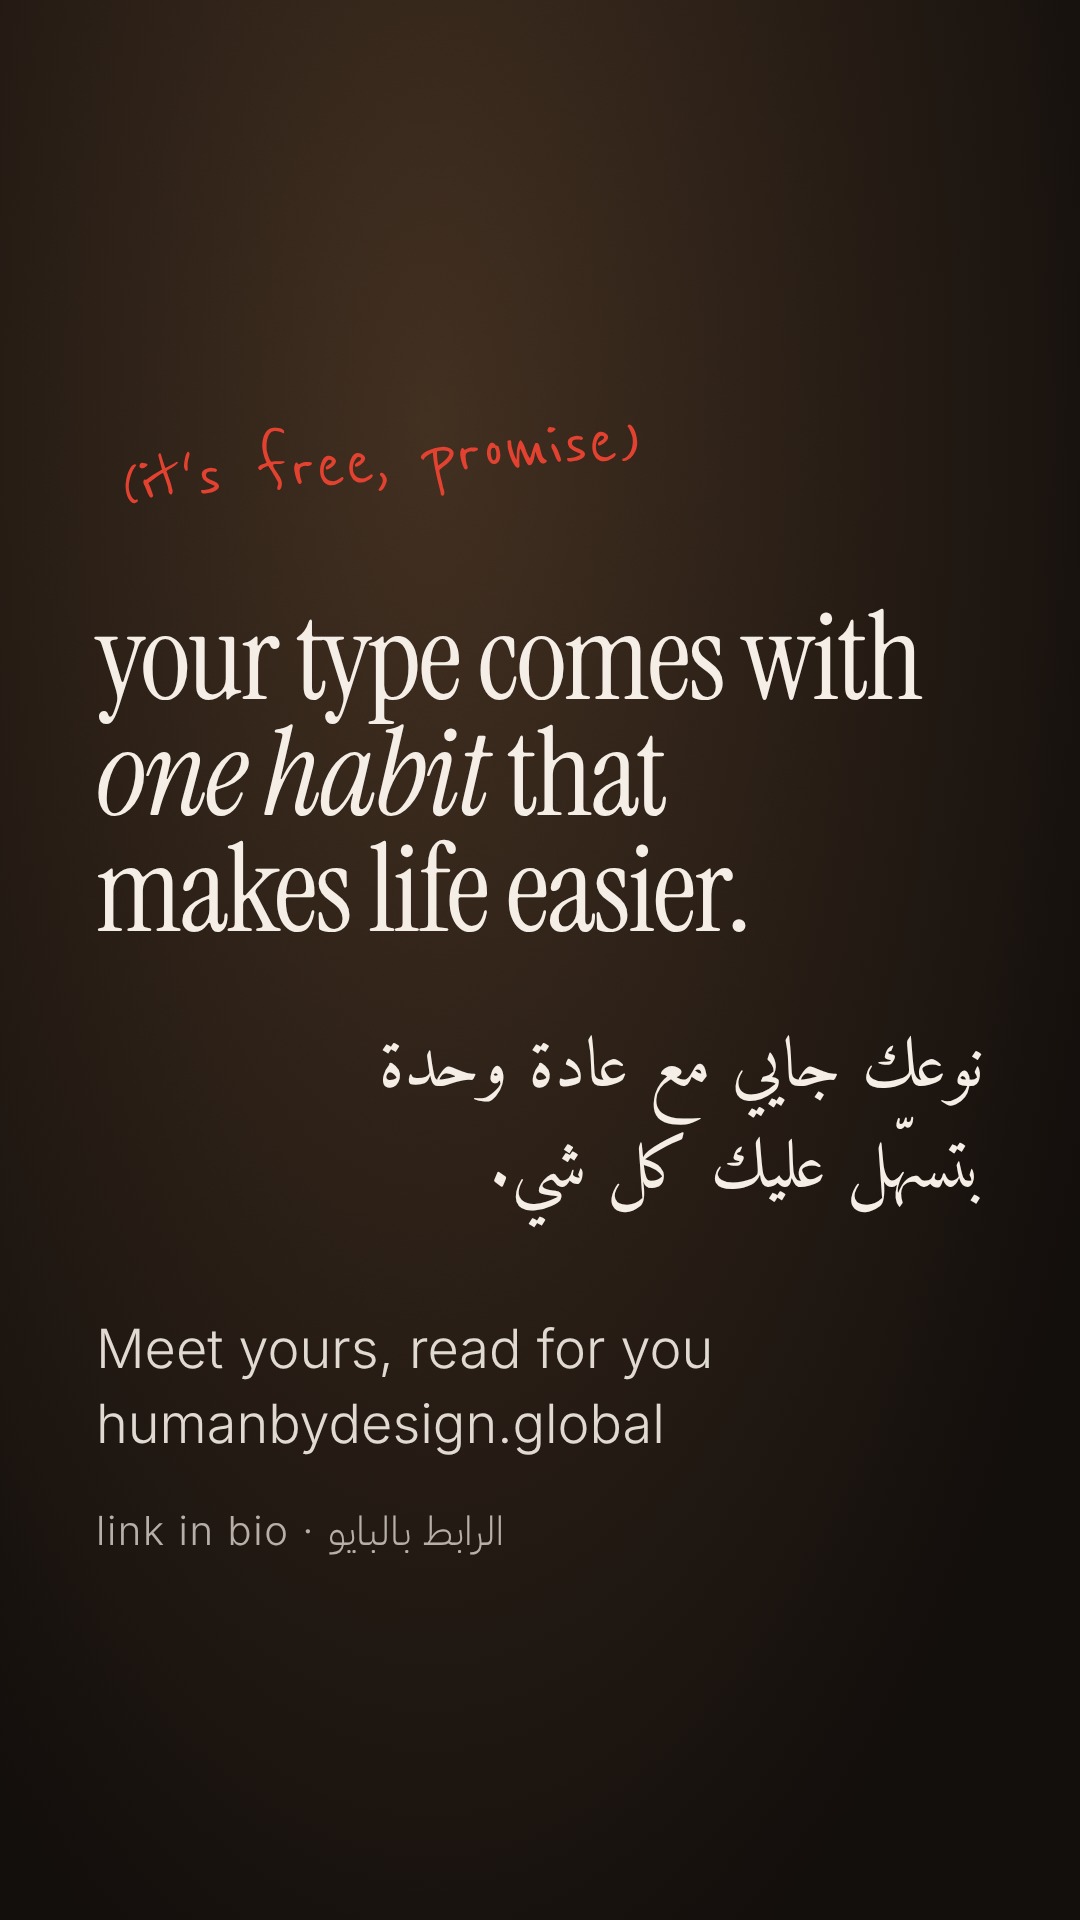 (it's free, promise)
your type comes with
one habit that
makes life easier.
نوعك جايي مع عادة وحدة
بتسهّل عليك كل شي.
Meet yours, read for you
humanbydesign.global
link in bio · الرابط بالبايو